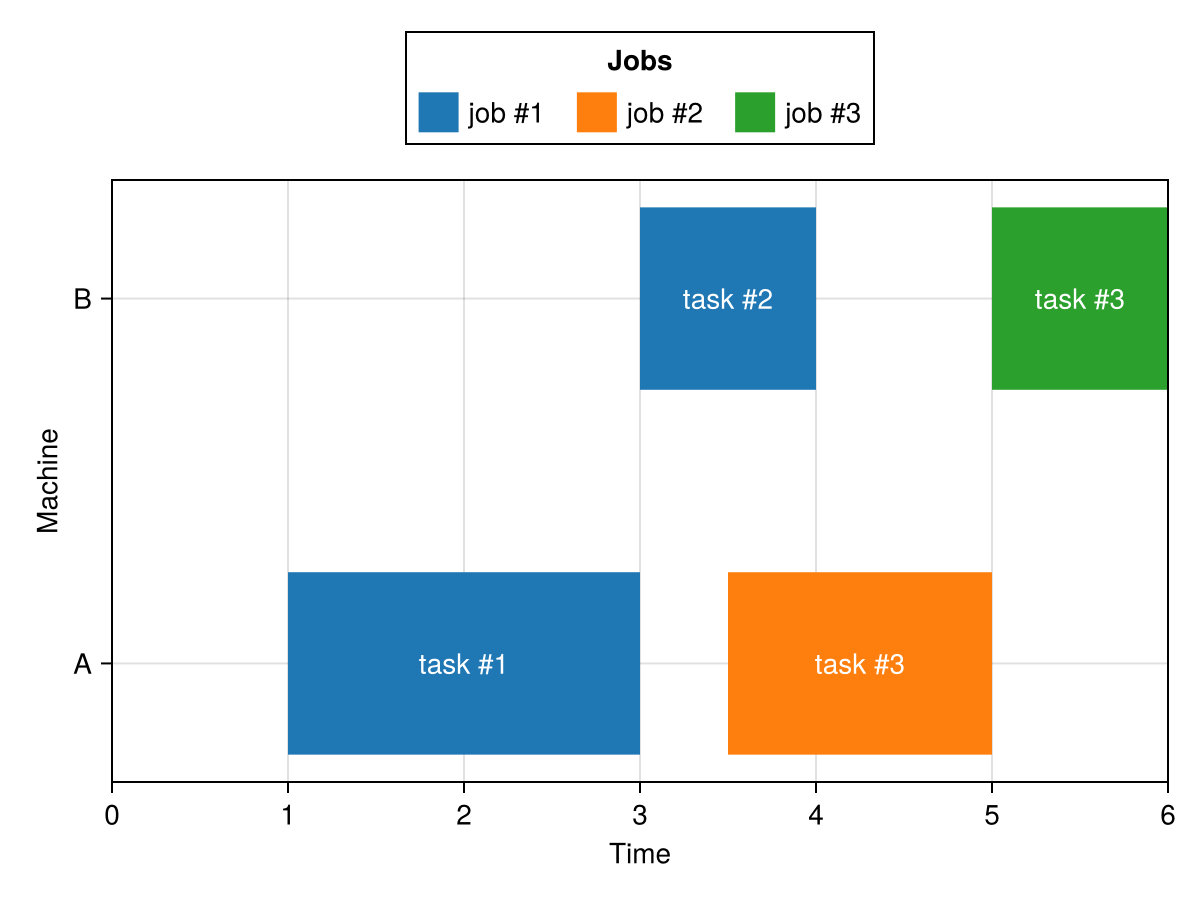 Jobs
job #1 job #2 job #3
B
task #2
task #3
Machine
A
task #1
task #3
0 1 2 3 4 5 6
Time